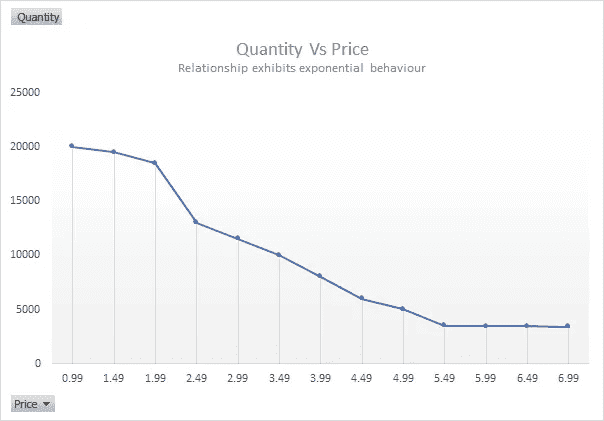 Quantity
Quantity Vs Price
Relationship exhibits exponential behaviour
25000
20000
15000
10000
5000
0
0.99 1.49 1.99 2.49 2.99 3.49 3.99 4.49 4.99 5.49 5.99 6.49 6.99
Price